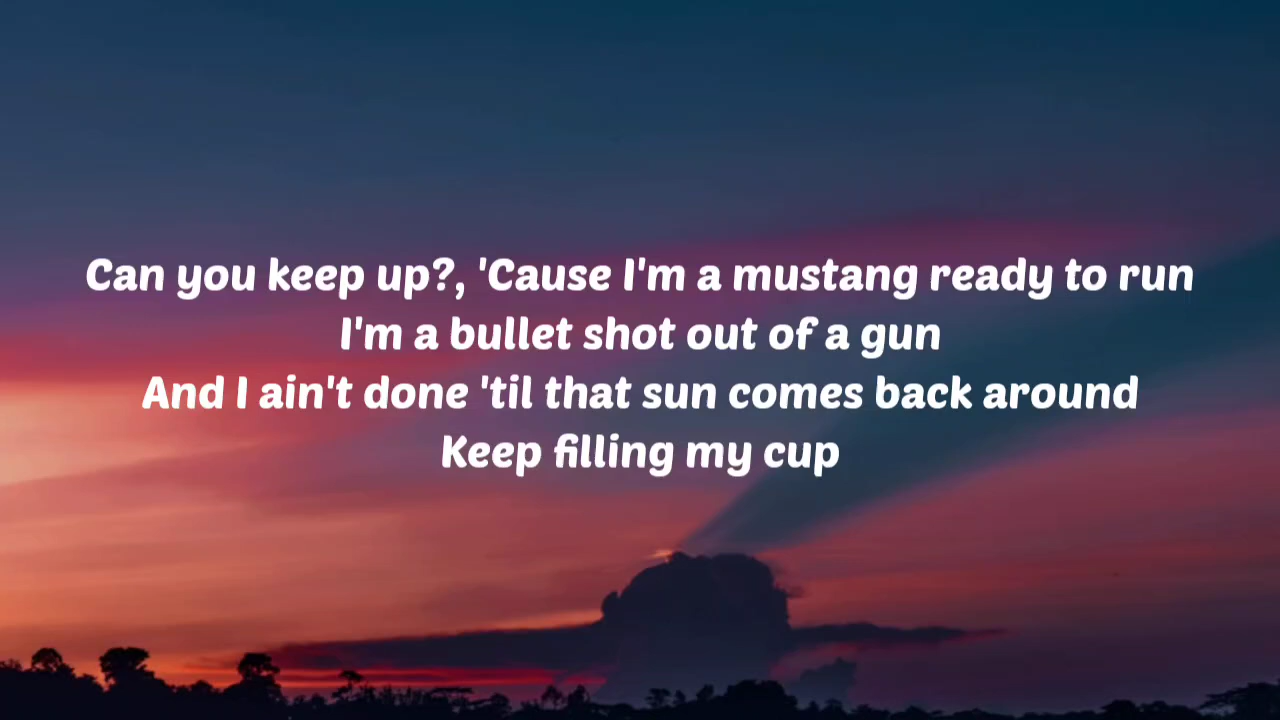 Can you keep up?, 'Cause I'm a mustang ready to run
I'm a bullet shot out of a gun
And I ain't done 'til that sun comes back around
Keep filling my cup